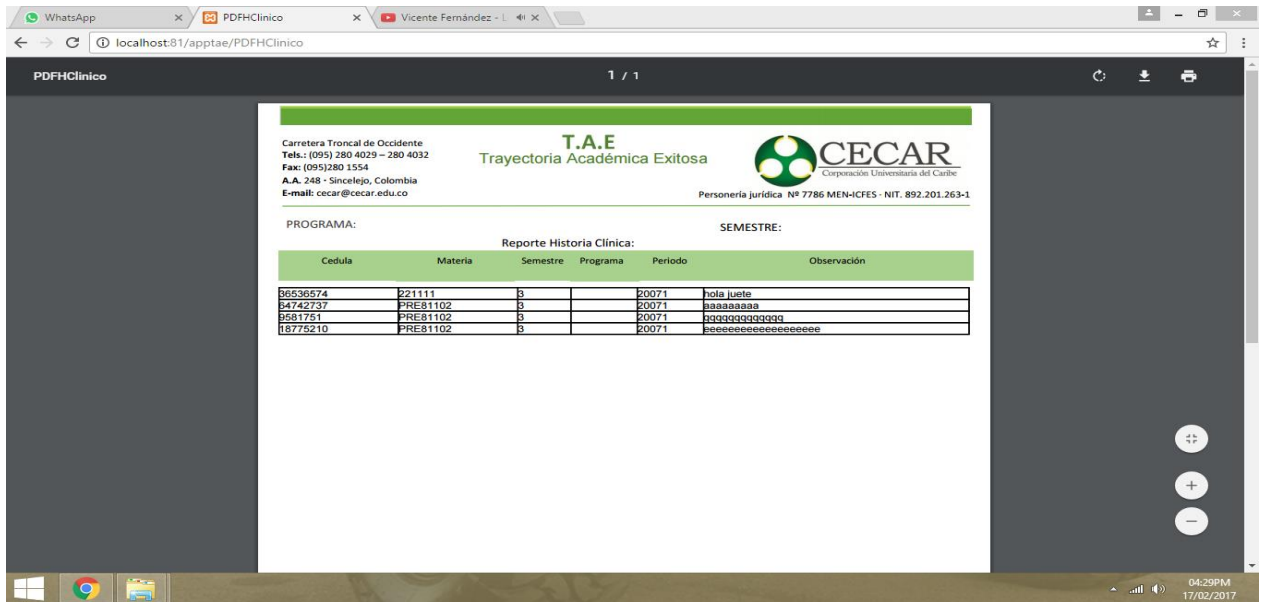 WhatsApp
PDFHClinico
Vicente Fernández - L
localhost:81/apptae/PDFHClinico
PDFHClinico
1 / 1
Carretera Troncal de Occidente
Tels.: (095) 280 4029 – 280 4032
Fax: (095)280 1554
A.A. 248 - Sincelejo, Colombia
E-mail: cecar@cecar.edu.co
T.A.E
Trayectoria Académica Exitosa
CECAR
Corporación Universitaria del Caribe
Personería jurídica Nº 7786 MEN-ICFES - NIT. 892.201.263-1
PROGRAMA:
SEMESTRE:
Reporte Historia Clínica:
Cedula Materia Semestre Programa Periodo Observación
36536574 221111 3 20071 hola juete
64742737 PRE81102 3 20071 aaaaaaaaa
9581751 PRE81102 3 20071 qqqqqqqqqqqqq
18775210 PRE81102 3 20071 eeeeeeeeeeeeeeeeeee
04:29PM
17/02/2017